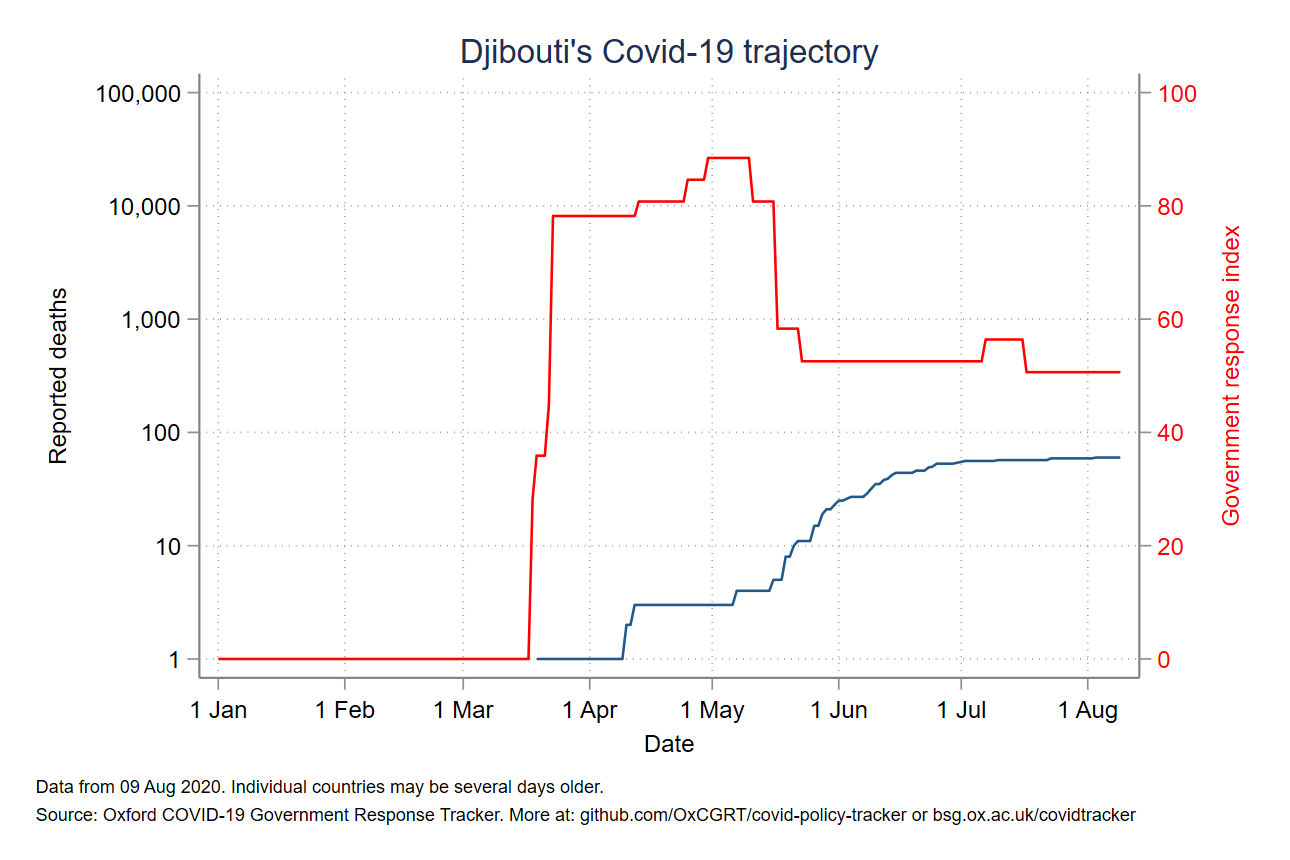 Djibouti's Covid-19 trajectory
100,000
10,000
1,000
100
10
1
Reported deaths
100
80
60
40
20
0
Government response index
1 Jan 1 Feb 1 Mar 1 Apr 1 May 1 Jun 1 Jul 1 Aug
Date
Data from 09 Aug 2020. Individual countries may be several days older.
Source: Oxford COVID-19 Government Response Tracker. More at: github.com/OxCGRT/covid-policy-tracker or bsg.ox.ac.uk/covidtracker